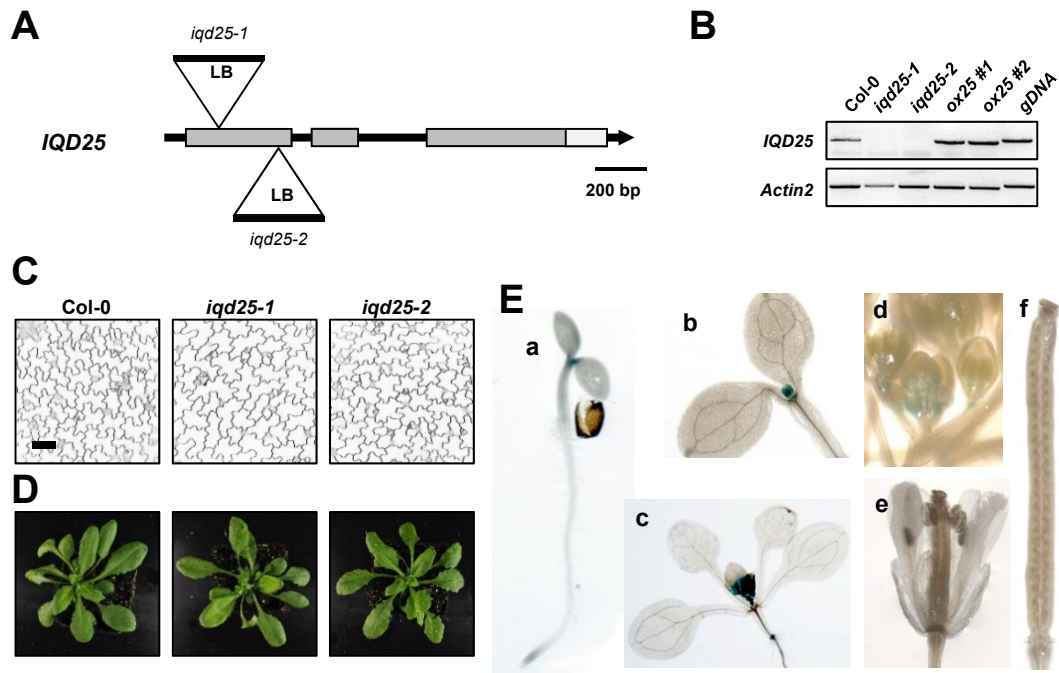 A
iqd25-1
LB
IQD25
LB
iqd25-2
200 bp
B
Col-0 iqd25-1 iqd25-2 ox25 #1 ox25 #2 gDNA
IQD25
Actin2
C
Col-0 iqd25-1 iqd25-2
D
E
a
b
c
d
e
f